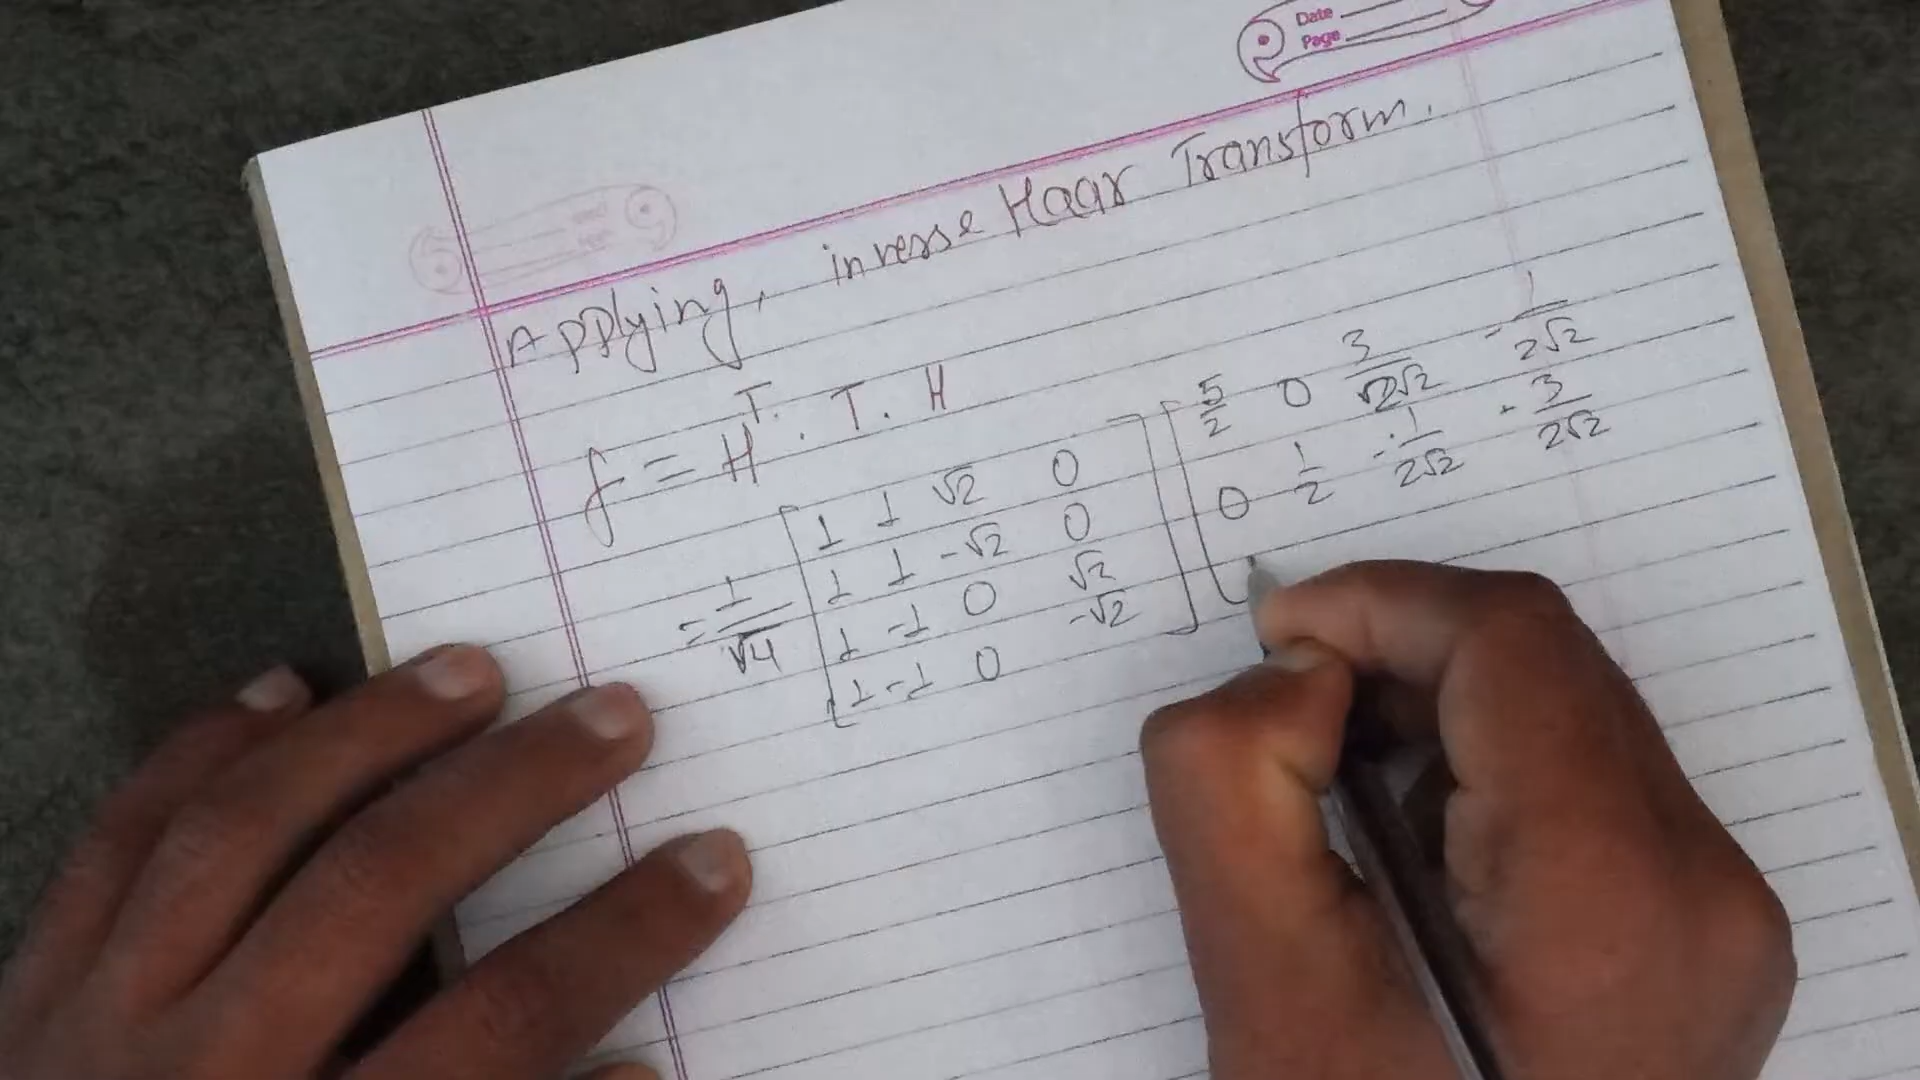 Date
Page
Applying, inverse Haar Transform.
f = H^T . T . H
= 1/√4 [ 1 1 √2 0
1 1 -√2 0
1 -1 0 √2
1 -1 0 -√2 ]
[ 5/2 0 3/2√2 -1/2√2
0 1/2 -1/2√2 -3/2√2